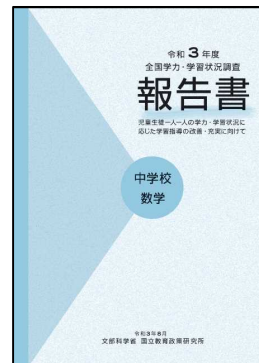 令和3年度
全国学力・学習状況調査
報告書
児童生徒一人一人の学力・学習状況に
応じた学習指導の改善・充実に向けて
中学校
数学
令和3年8月
文部科学省 国立教育政策研究所